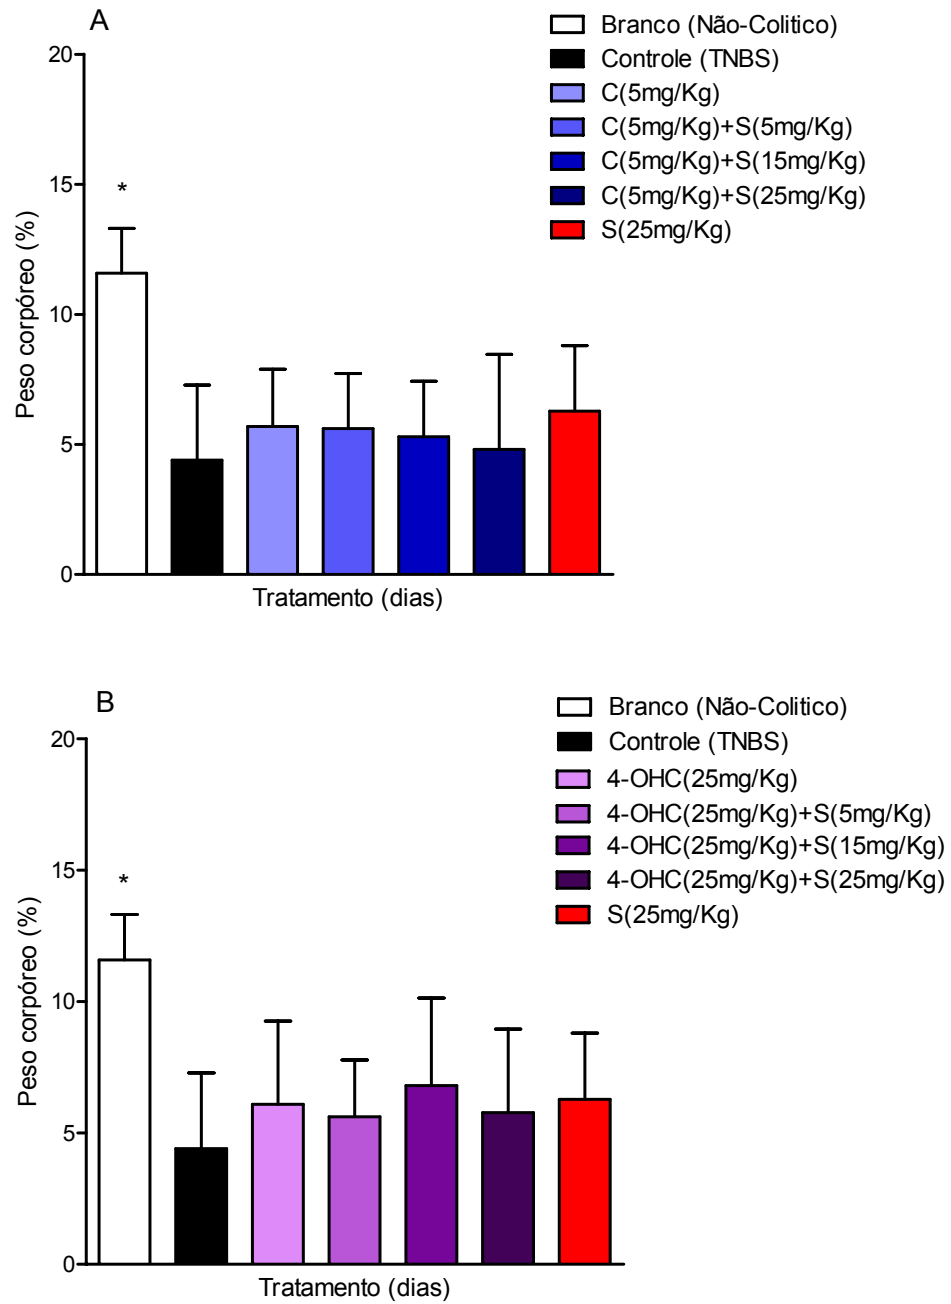 A
Branco (Não-Colitico)
Controle (TNBS)
C(5mg/Kg)
C(5mg/Kg)+S(5mg/Kg)
C(5mg/Kg)+S(15mg/Kg)
C(5mg/Kg)+S(25mg/Kg)
S(25mg/Kg)
20
15
10
5
0
*
Peso corpóreo (%)
Tratamento (dias)
B
Branco (Não-Colitico)
Controle (TNBS)
4-OHC(25mg/Kg)
4-OHC(25mg/Kg)+S(5mg/Kg)
4-OHC(25mg/Kg)+S(15mg/Kg)
4-OHC(25mg/Kg)+S(25mg/Kg)
S(25mg/Kg)
20
15
10
5
0
*
Peso corpóreo (%)
Tratamento (dias)